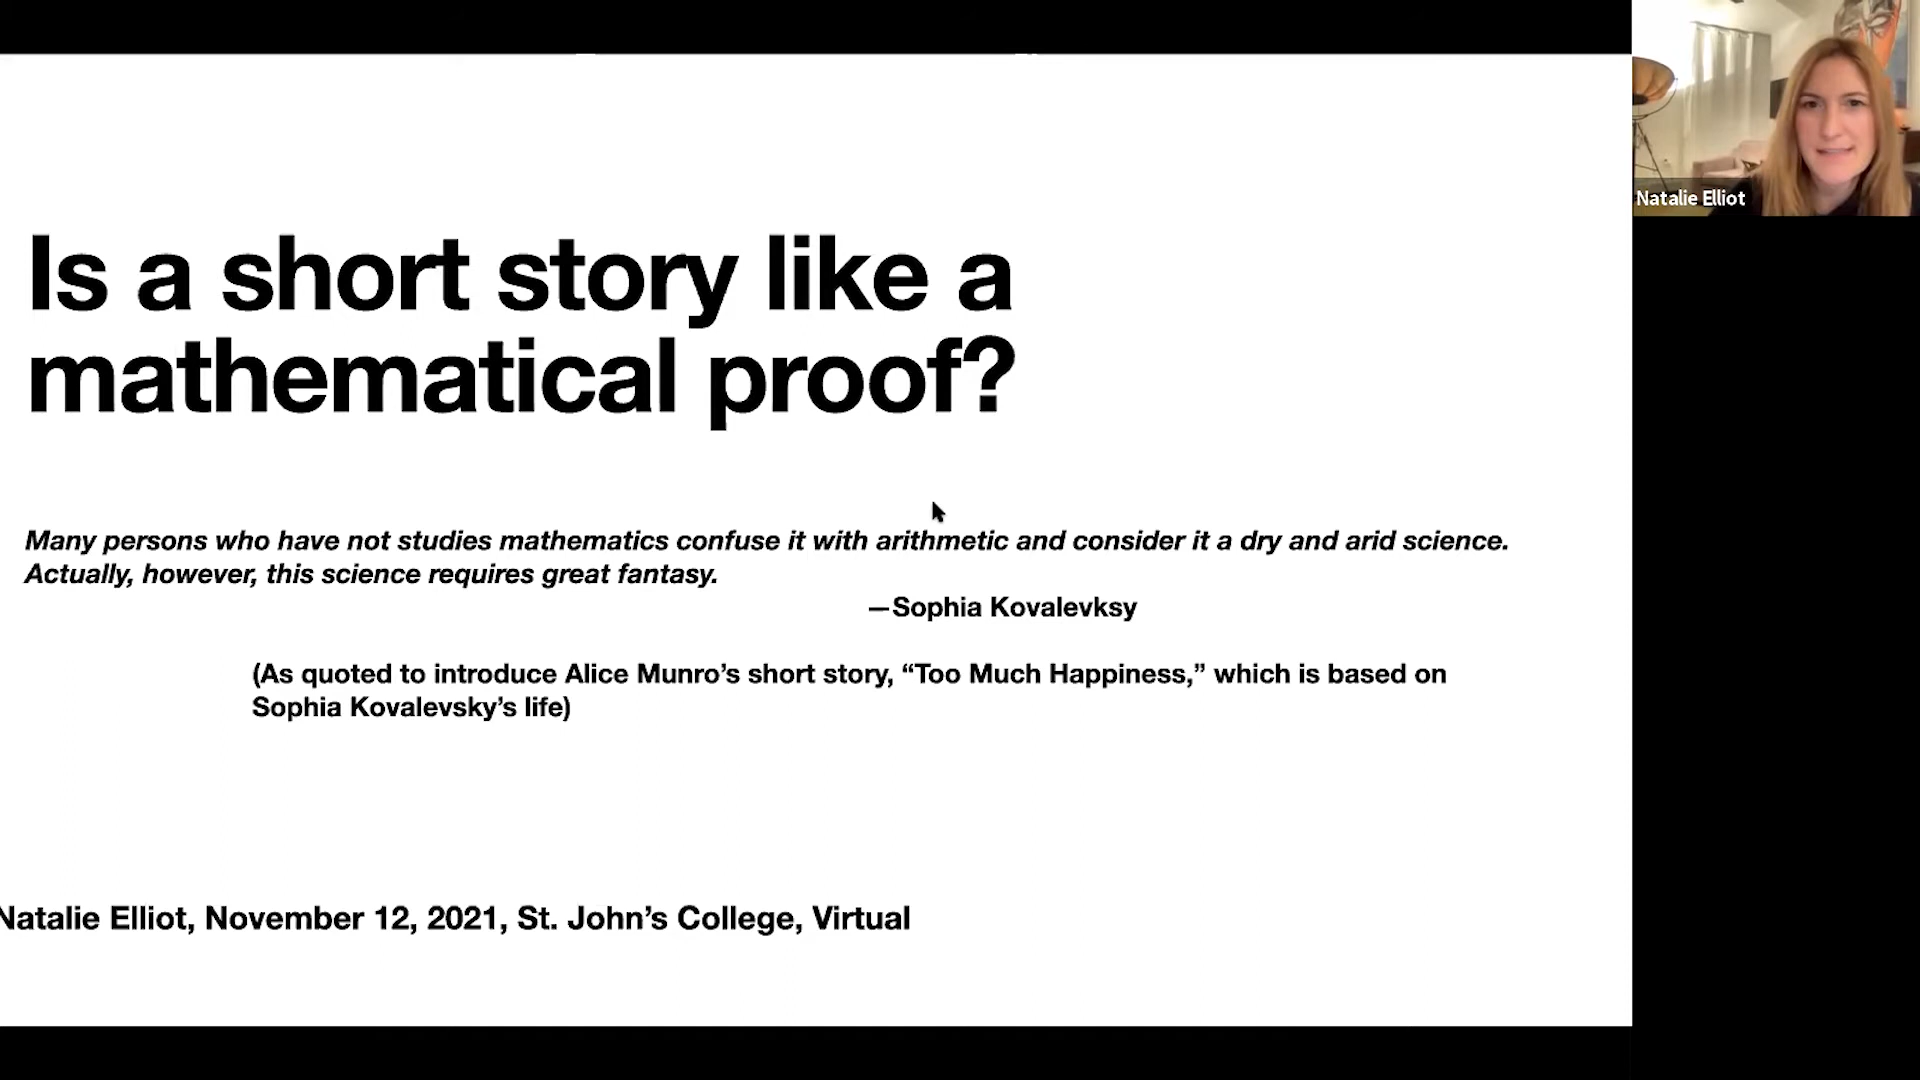 Is a short story like a
mathematical proof?
Many persons who have not studies mathematics confuse it with arithmetic and consider it a dry and arid science.
Actually, however, this science requires great fantasy.
—Sophia Kovalevksy
(As quoted to introduce Alice Munro’s short story, “Too Much Happiness,” which is based on
Sophia Kovalevsky’s life)
Natalie Elliot, November 12, 2021, St. John’s College, Virtual
Natalie Elliot